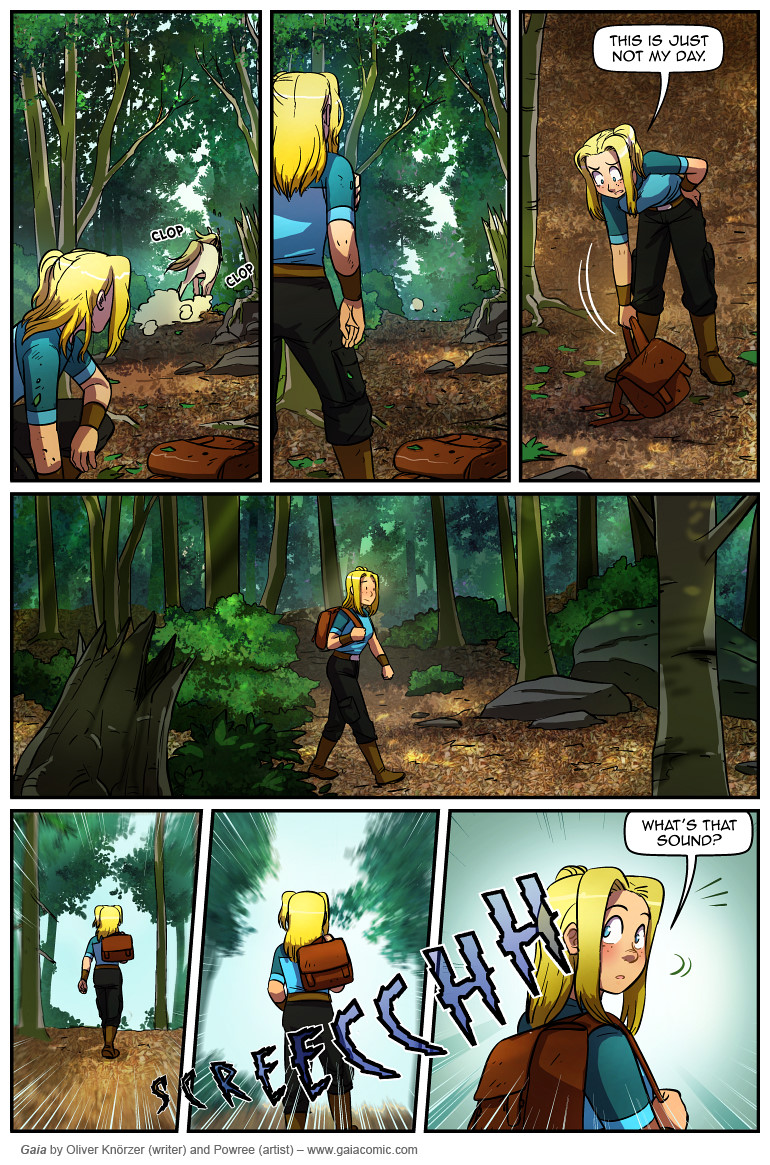 CLOP
CLOP
THIS IS JUST
NOT MY DAY.
SCREECCHHH
WHAT'S THAT
SOUND?
Gaia by Oliver Knörzer (writer) and Powree (artist) – www.gaiacomic.com